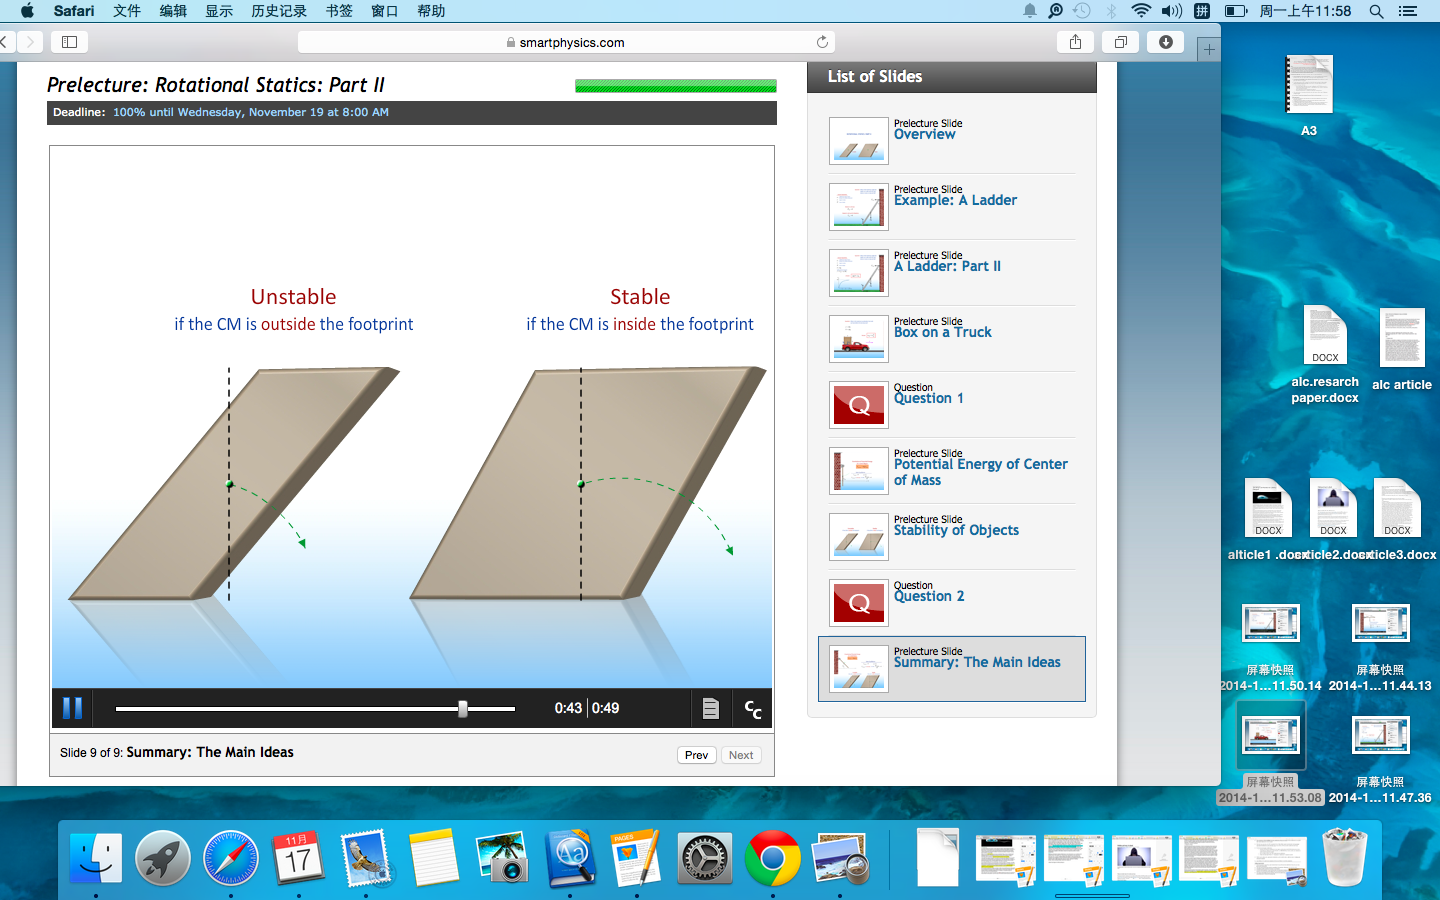 Safari 文件 编辑 显示 历史记录 书签 窗口 帮助
拼 周一上午11:58
smartphysics.com
Prelecture: Rotational Statics: Part II
Deadline: 100% until Wednesday, November 19 at 8:00 AM
Unstable
if the CM is outside the footprint
Stable
if the CM is inside the footprint
0:43 0:49
CC
Slide 9 of 9: Summary: The Main Ideas
Prev Next
List of Slides
Prelecture Slide
Overview
Prelecture Slide
Example: A Ladder
Prelecture Slide
A Ladder: Part II
Prelecture Slide
Box on a Truck
Q
Question
Question 1
Prelecture Slide
Potential Energy of Center
of Mass
Prelecture Slide
Stability of Objects
Q
Question
Question 2
Prelecture Slide
Summary: The Main Ideas
A3
DOCX
alc.resarch
paper.docx
alc article
DOCX
DOCX
DOCX
alticle1 .docx
article2.docx
article3.docx
屏幕快照
2014-1...11.50.14
屏幕快照
2014-1...11.44.13
屏幕快照
2014-1...11.53.08
屏幕快照
2014-1...11.47.36
11月
17
Aa
PAGES